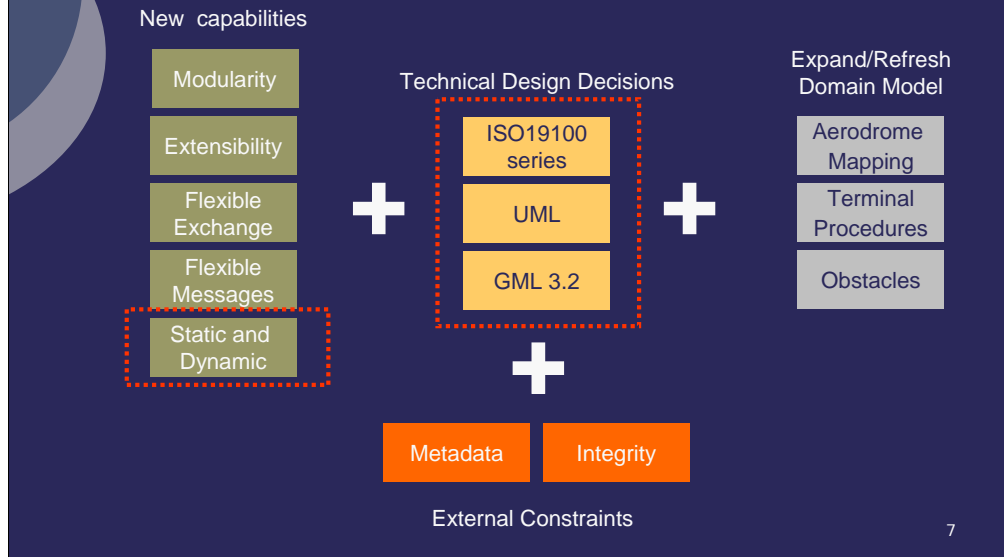 New capabilities
Modularity
Extensibility
Flexible
Exchange
Flexible
Messages
Static and
Dynamic
Technical Design Decisions
ISO19100
series
UML
GML 3.2
Expand/Refresh
Domain Model
Aerodrome
Mapping
Terminal
Procedures
Obstacles
Metadata
Integrity
External Constraints
7